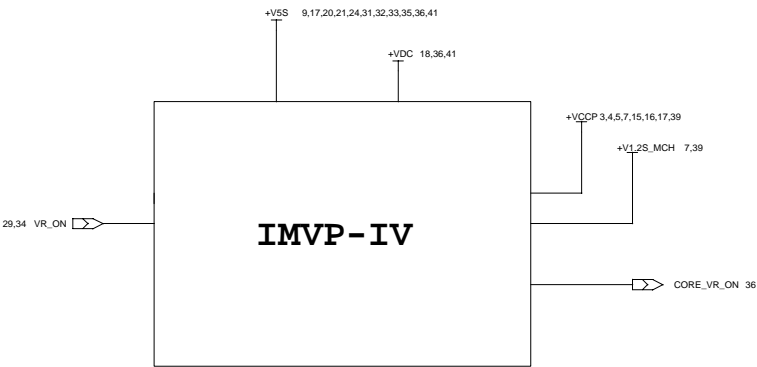 +V5S 9,17,20,21,24,31,32,33,35,36,41
+VDC 18,36,41
+VCCP 3,4,5,7,15,16,17,39
+V1.2S_MCH 7,39
29,34 VR_ON
IMVP-IV
CORE_VR_ON 36